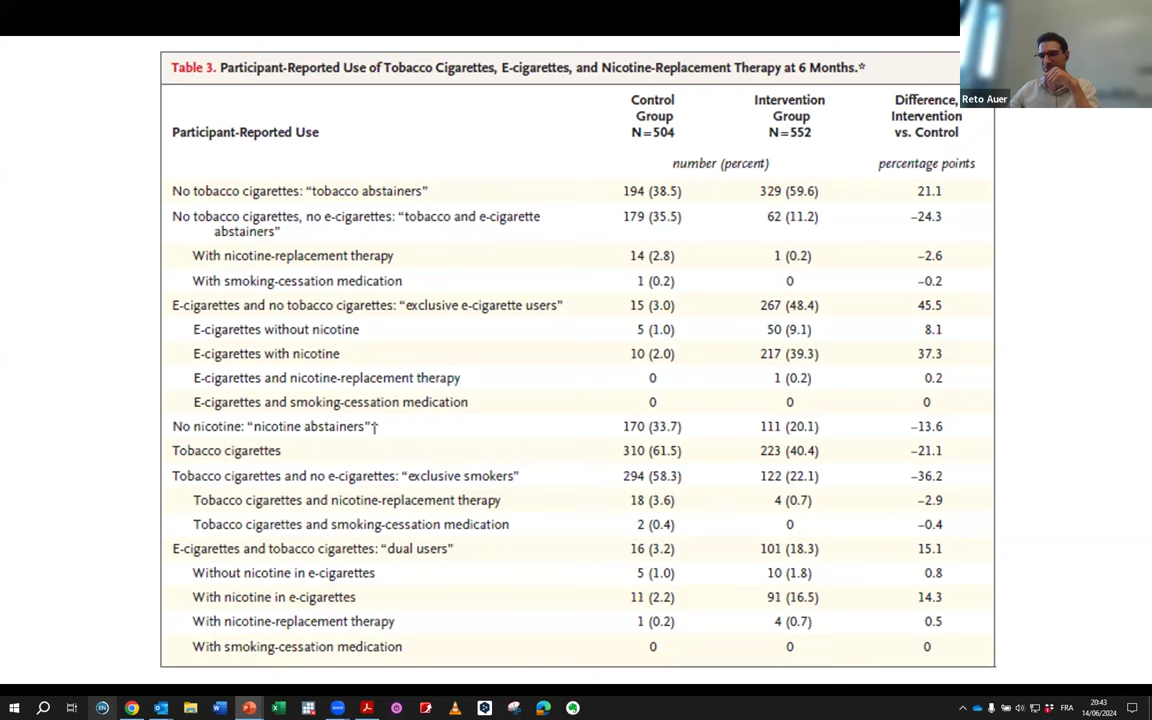 Table 3. Participant-Reported Use of Tobacco Cigarettes, E-cigarettes, and Nicotine-Replacement Therapy at 6 Months.*
Reto Auer
Participant-Reported Use
Control Group N=504
Intervention Group N=552
Difference, Intervention vs. Control
number (percent)
percentage points
No tobacco cigarettes: “tobacco abstainers” 194 (38.5) 329 (59.6) 21.1
No tobacco cigarettes, no e-cigarettes: “tobacco and e-cigarette 179 (35.5) 62 (11.2) −24.3
abstainers”
With nicotine-replacement therapy 14 (2.8) 1 (0.2) −2.6
With smoking-cessation medication 1 (0.2) 0 −0.2
E-cigarettes and no tobacco cigarettes: “exclusive e-cigarette users” 15 (3.0) 267 (48.4) 45.5
E-cigarettes without nicotine 5 (1.0) 50 (9.1) 8.1
E-cigarettes with nicotine 10 (2.0) 217 (39.3) 37.3
E-cigarettes and nicotine-replacement therapy 0 1 (0.2) 0.2
E-cigarettes and smoking-cessation medication 0 0 0
No nicotine: “nicotine abstainers”† 170 (33.7) 111 (20.1) −13.6
Tobacco cigarettes 310 (61.5) 223 (40.4) −21.1
Tobacco cigarettes and no e-cigarettes: “exclusive smokers” 294 (58.3) 122 (22.1) −36.2
Tobacco cigarettes and nicotine-replacement therapy 18 (3.6) 4 (0.7) −2.9
Tobacco cigarettes and smoking-cessation medication 2 (0.4) 0 −0.4
E-cigarettes and tobacco cigarettes: “dual users” 16 (3.2) 101 (18.3) 15.1
Without nicotine in e-cigarettes 5 (1.0) 10 (1.8) 0.8
With nicotine in e-cigarettes 11 (2.2) 91 (16.5) 14.3
With nicotine-replacement therapy 1 (0.2) 4 (0.7) 0.5
With smoking-cessation medication 0 0 0
EN
FRA
20:43
14/06/2024